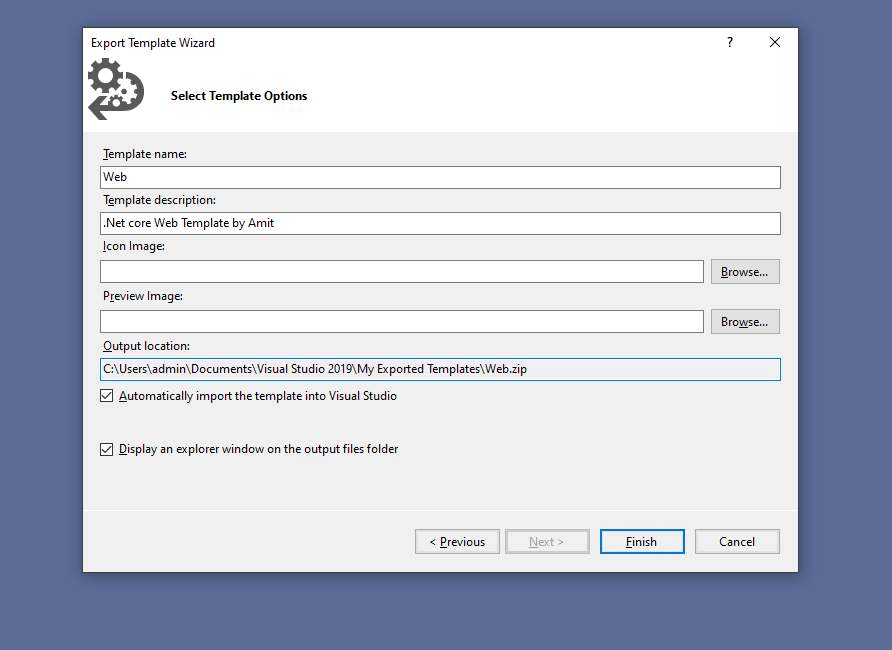 Export Template Wizard
?
Select Template Options
Template name:
Web
Template description:
.Net core Web Template by Amit
Icon Image:
Browse...
Preview Image:
Browse...
Output location:
C:\Users\admin\Documents\Visual Studio 2019\My Exported Templates\Web.zip
Automatically import the template into Visual Studio
Display an explorer window on the output files folder
< Previous
Next >
Finish
Cancel